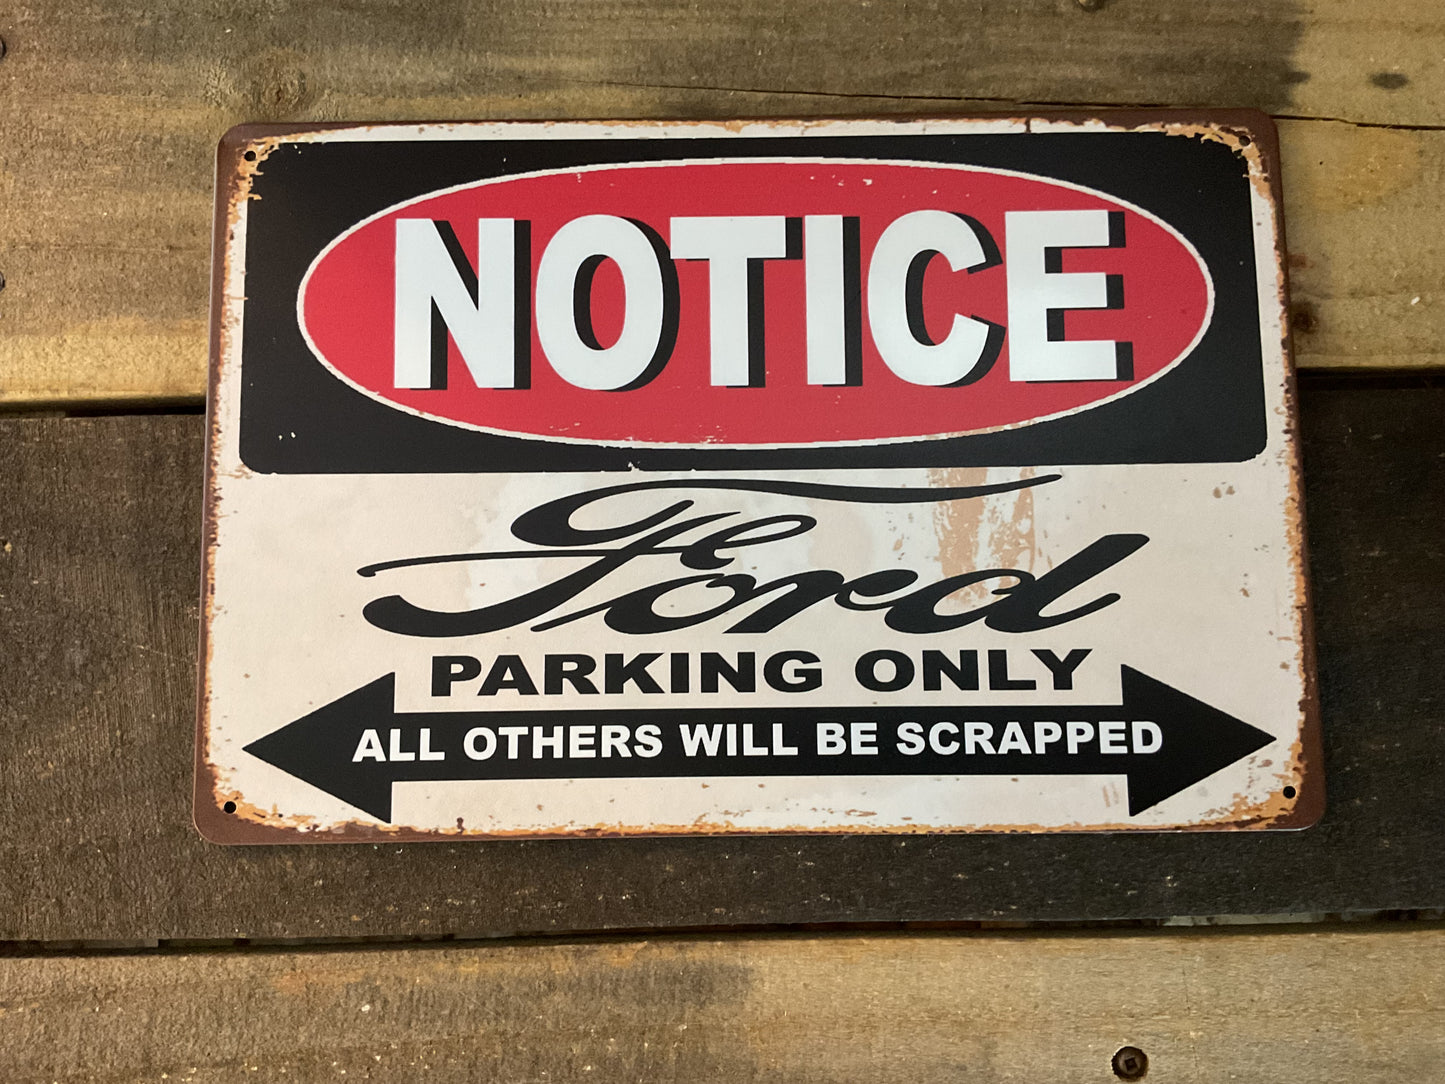 NOTICE
Ford
PARKING ONLY
ALL OTHERS WILL BE SCRAPPED